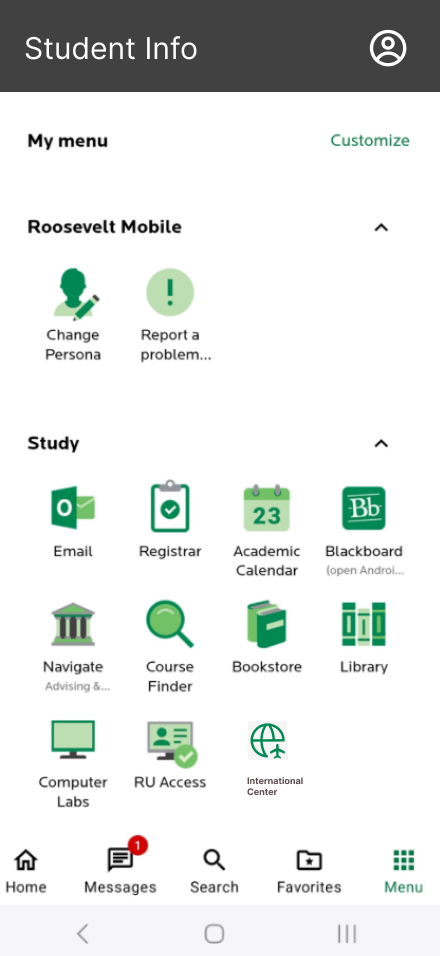 Student Info
My menu
Customize
Roosevelt Mobile
Change
Persona
Report a
problem...
Study
O
23
Bb
Email
Registrar
Academic
Calendar
Blackboard
(open Androi...
Navigate
Advising &...
Course
Finder
Bookstore
Library
Computer
Labs
RU Access
International
Center
1
Home
Messages
Search
Favorites
Menu